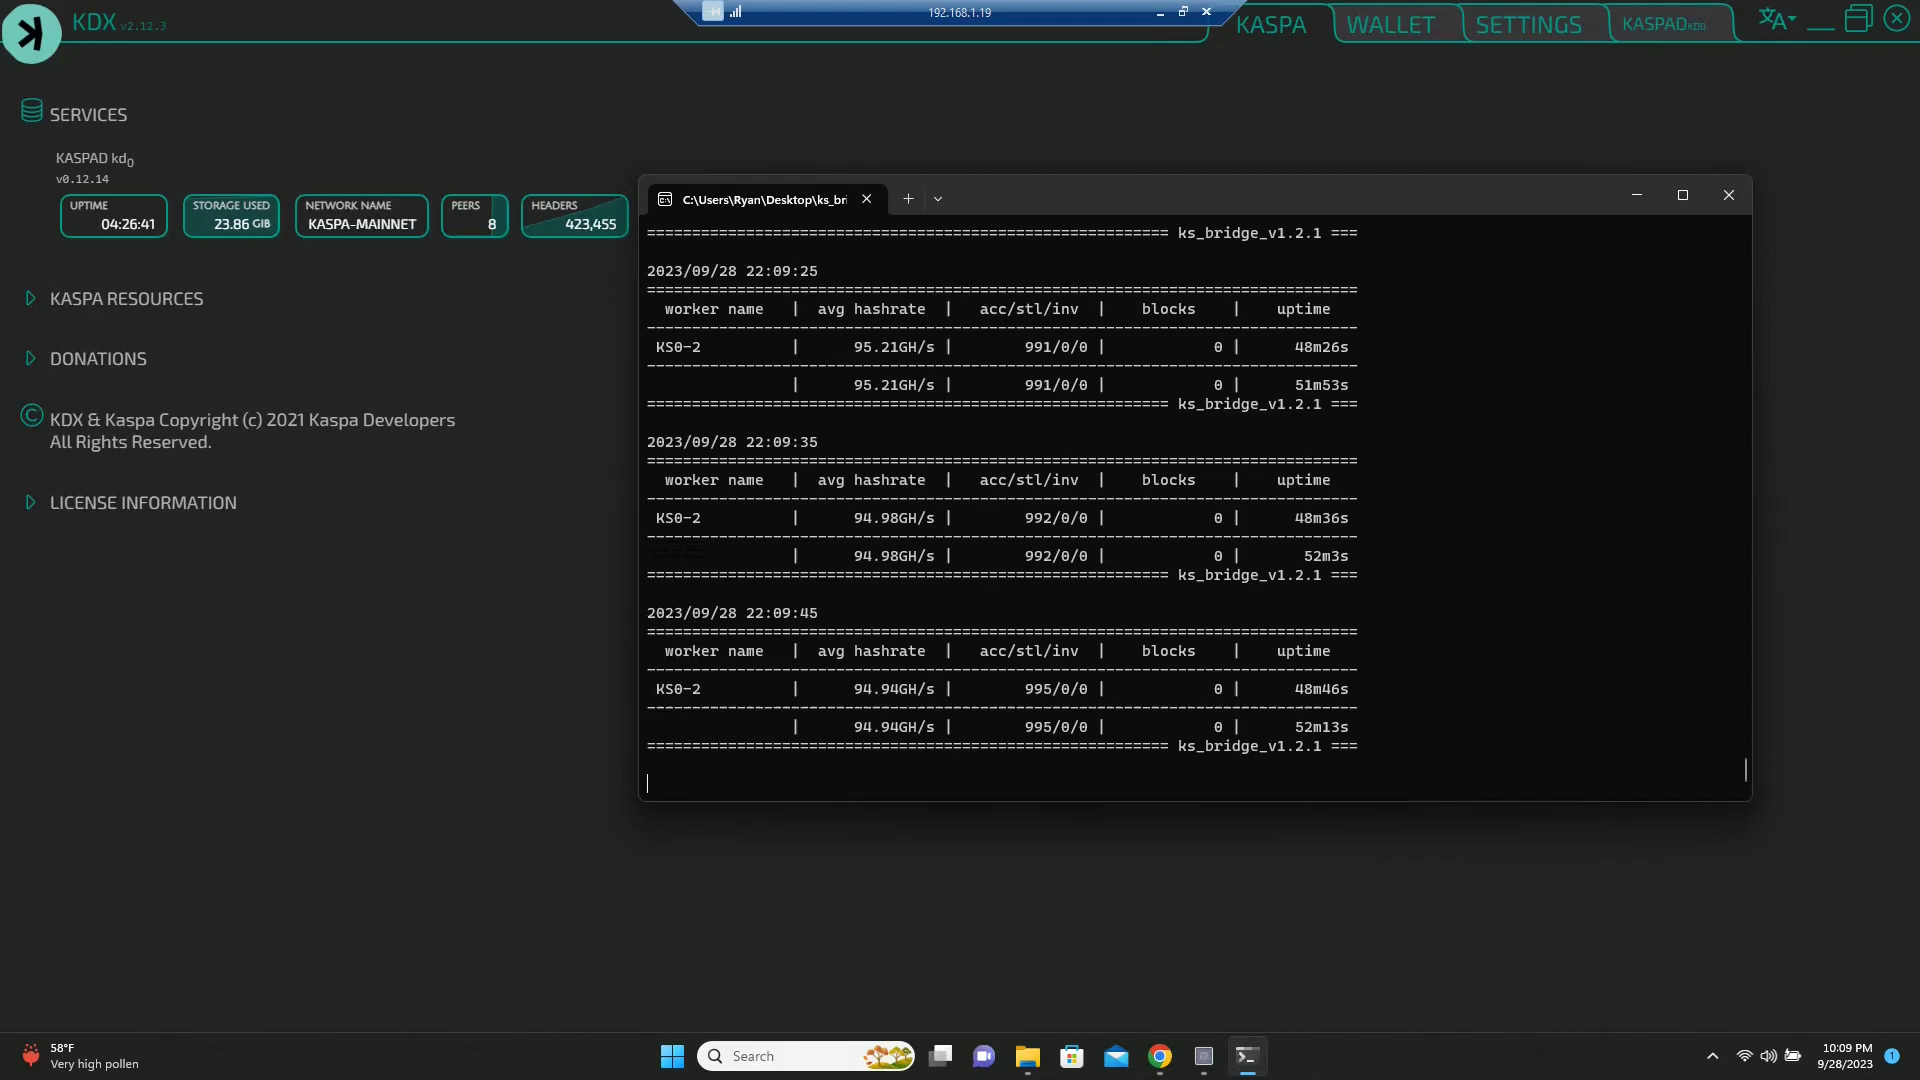 KDX v2.12.3
192.168.1.19
KASPA
WALLET
SETTINGS
KASPAD KD0
SERVICES
KASPAD kd0
v0.12.14
UPTIME
04:26:41
STORAGE USED
23.86 GIB
NETWORK NAME
KASPA-MAINNET
PEERS
8
HEADERS
423,455
KASPA RESOURCES
DONATIONS
© KDX & Kaspa Copyright (c) 2021 Kaspa Developers
All Rights Reserved.
LICENSE INFORMATION
C:\Users\Ryan\Desktop\ks_bri
========================================================== ks_bridge_v1.2.1 ===
2023/09/28 22:09:25
===============================================================================
worker name | avg hashrate | acc/stl/inv | blocks | uptime
-------------------------------------------------------------------------------
KS0-2 | 95.21GH/s | 991/0/0 | 0 | 48m26s
-------------------------------------------------------------------------------
| 95.21GH/s | 991/0/0 | 0 | 51m53s
========================================================== ks_bridge_v1.2.1 ===
2023/09/28 22:09:35
===============================================================================
worker name | avg hashrate | acc/stl/inv | blocks | uptime
-------------------------------------------------------------------------------
KS0-2 | 94.98GH/s | 992/0/0 | 0 | 48m36s
-------------------------------------------------------------------------------
| 94.98GH/s | 992/0/0 | 0 | 52m3s
========================================================== ks_bridge_v1.2.1 ===
2023/09/28 22:09:45
===============================================================================
worker name | avg hashrate | acc/stl/inv | blocks | uptime
-------------------------------------------------------------------------------
KS0-2 | 94.94GH/s | 995/0/0 | 0 | 48m46s
-------------------------------------------------------------------------------
| 94.94GH/s | 995/0/0 | 0 | 52m13s
========================================================== ks_bridge_v1.2.1 ===
58°F
Very high pollen
Search
10:09 PM
9/28/2023
1